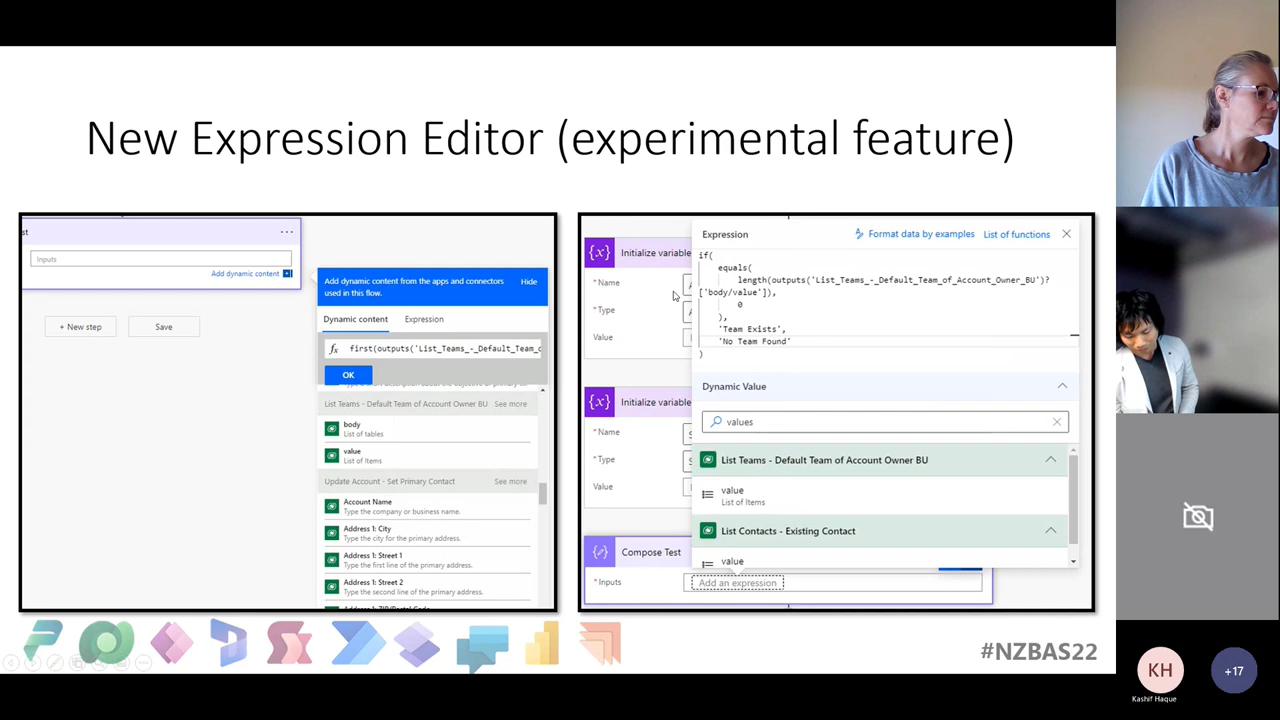 New Expression Editor (experimental feature)
st
...
Inputs
Add dynamic content
+ New step
Save
Add dynamic content from the apps and connectors
used in this flow.
Hide
Dynamic content
Expression
fx
first(outputs('List_Teams_-_Default_Team_o
OK
List Teams - Default Team of Account Owner BU
See more
body
List of tables
value
List of Items
Update Account - Set Primary Contact
See more
Account Name
Type the company or business name.
Address 1: City
Type the city for the primary address.
Address 1: Street 1
Type the first line of the primary address.
Address 1: Street 2
Type the second line of the primary address.
{x}
Initialize variable
* Name
* Type
Value
{x}
Initialize variable
* Name
* Type
Value
Compose Test
* Inputs
Add an expression
Expression
Format data by examples
List of functions
if(
equals(
length(outputs('List_Teams_-_Default_Team_of_Account_Owner_BU')?
['body/value']),
0
),
'Team Exists',
'No Team Found'
)
Dynamic Value
values
List Teams - Default Team of Account Owner BU
value
List of Items
List Contacts - Existing Contact
value
#NZBAS22
KH
Kashif Haque
+17